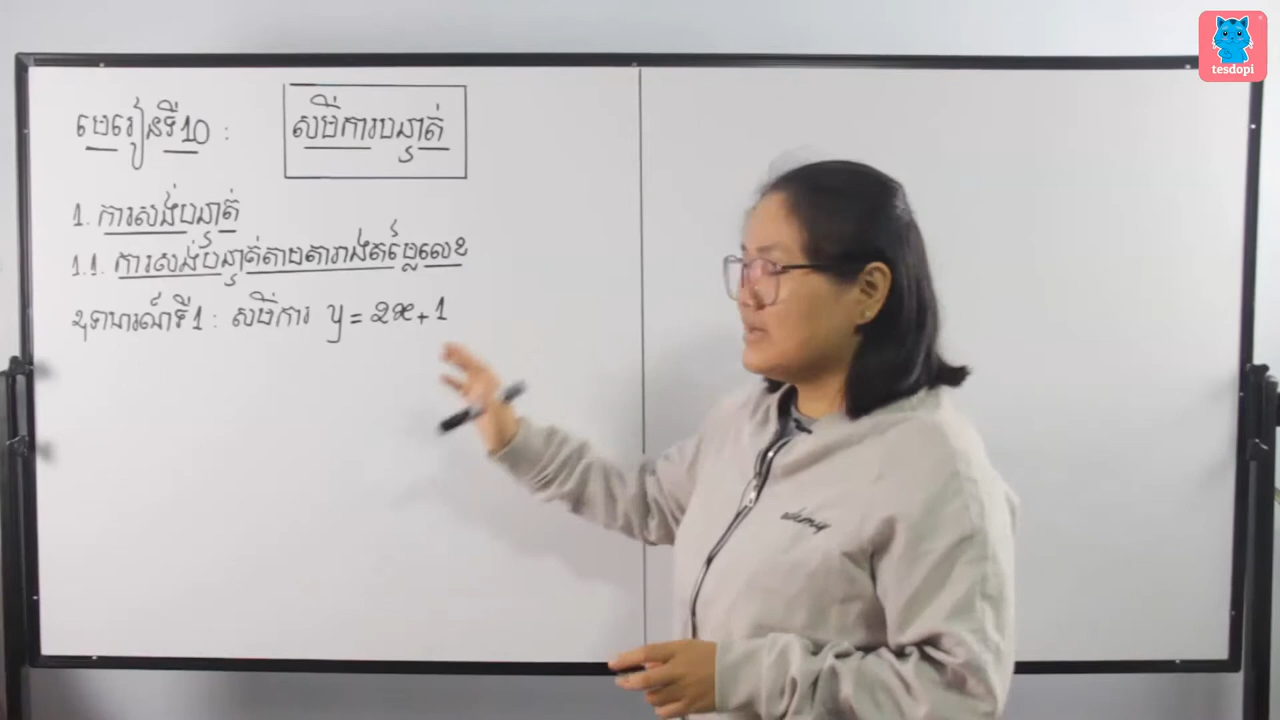 មេរៀនទី10 : សមីការបន្ទាត់
1. ការសង់បន្ទាត់
1.1. ការសង់បន្ទាត់តាមតារាងតម្លៃលេខ
ឧទាហរណ៍ទី1 : សមីការ y = 2x + 1
tesdopi